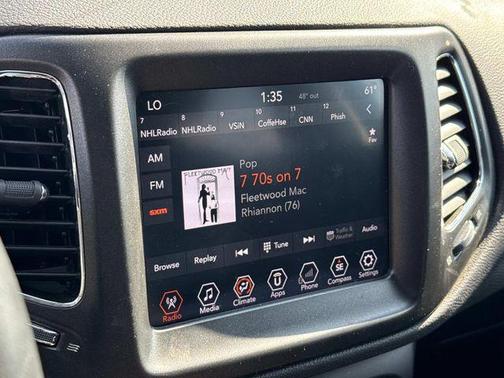 LO 1:35 48° out 61°
7 8 9 10 11 12
NHLRadio NHLRadio VSiN CoffeHse CNN Phish
Fav
AM
FM
sxm
FLEETWOOD MAC
Pop
7 70s on 7
Fleetwood Mac
Rhiannon (76)
Browse Replay Tune Traffic & Weather Audio
Radio Media Climate Apps Phone SE Compass Settings